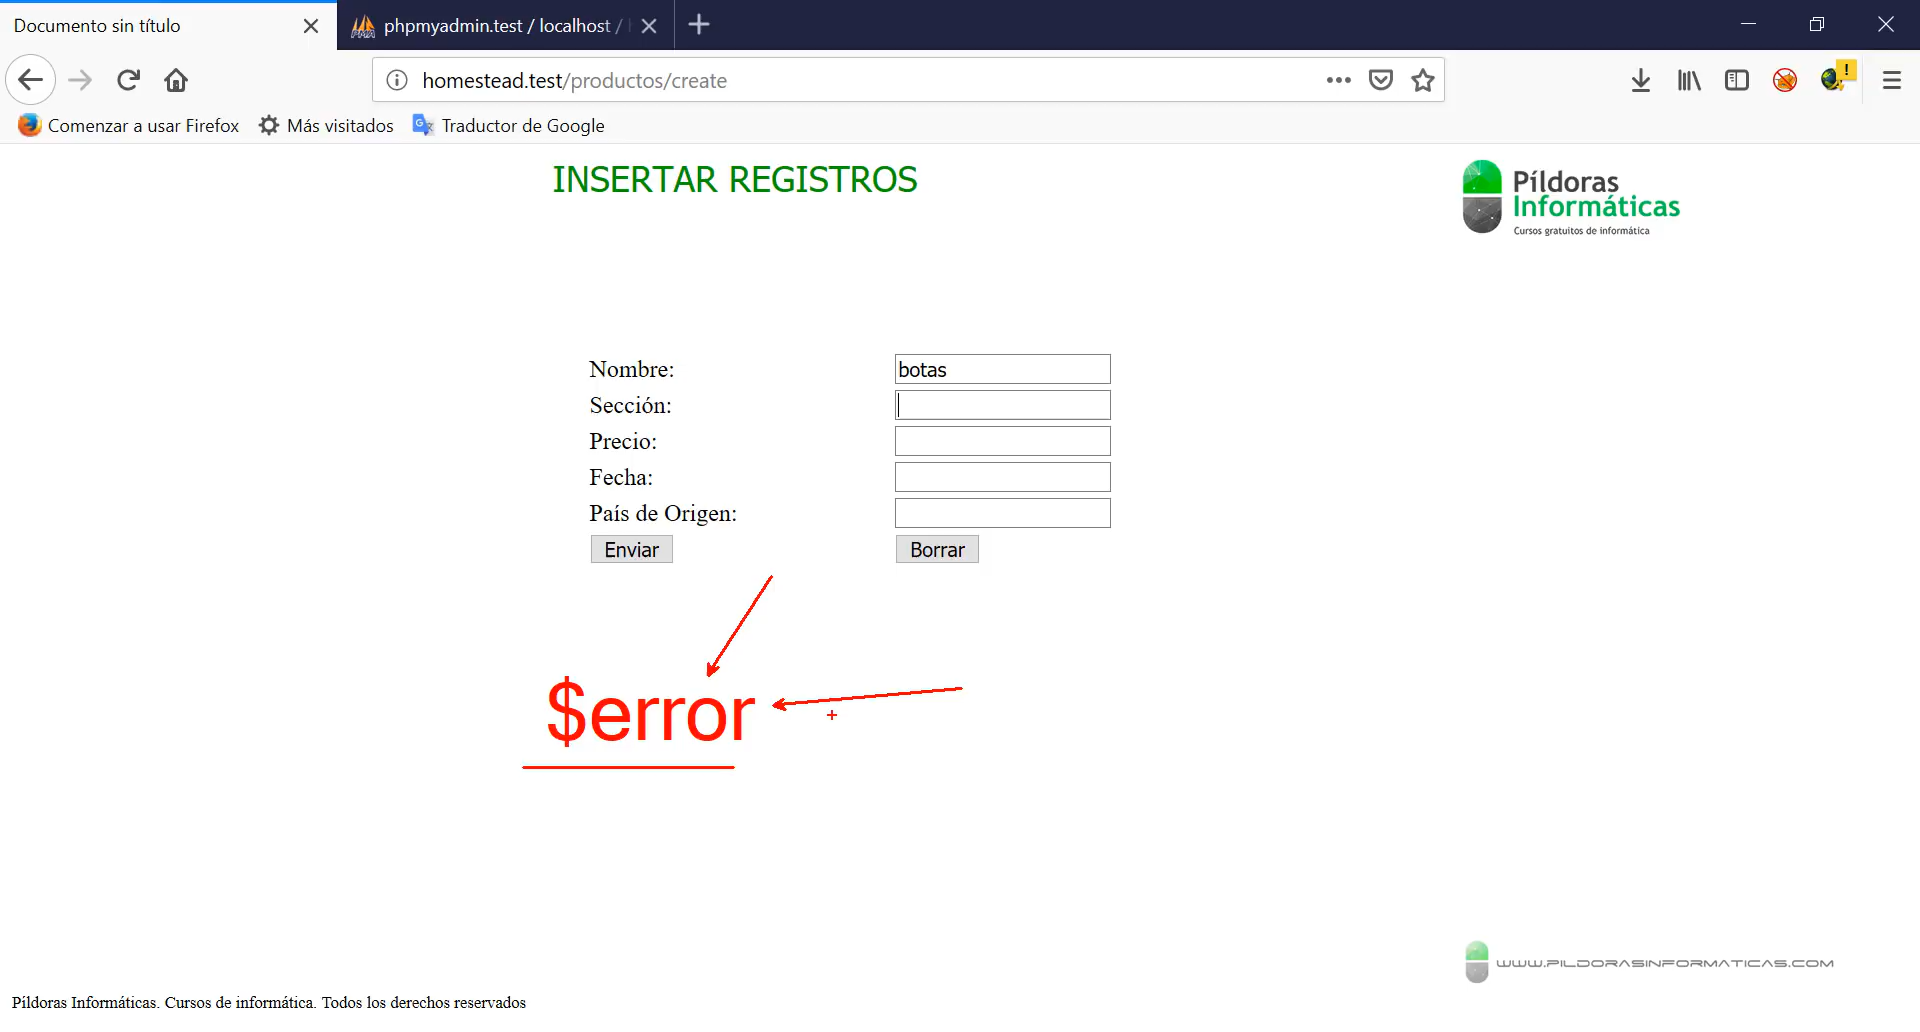 Documento sin título
phpmyadmin.test / localhost /
homestead.test/productos/create
Comenzar a usar Firefox
Más visitados
Traductor de Google
INSERTAR REGISTROS
Píldoras
Informáticas
Cursos gratuitos de informática
Nombre:
botas
Sección:
Precio:
Fecha:
País de Origen:
Enviar
Borrar
$error
WWW.PILDORASINFORMATICAS.COM
Píldoras Informáticas. Cursos de informática. Todos los derechos reservados